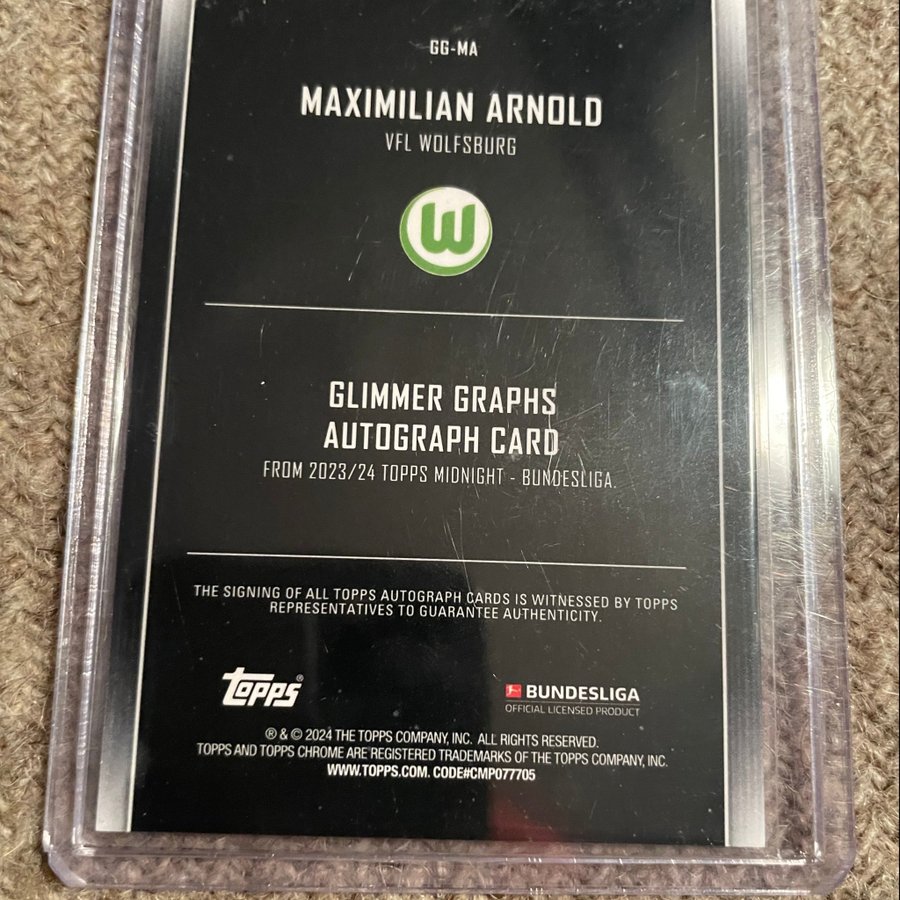 GG-MA
MAXIMILIAN ARNOLD
VFL WOLFSBURG
W
GLIMMER GRAPHS
AUTOGRAPH CARD
FROM 2023/24 TOPPS MIDNIGHT - BUNDESLIGA.
THE SIGNING OF ALL TOPPS AUTOGRAPH CARDS IS WITNESSED BY TOPPS
REPRESENTATIVES TO GUARANTEE AUTHENTICITY.
topps®
BUNDESLIGA
OFFICIAL LICENSED PRODUCT
® & © 2024 THE TOPPS COMPANY, INC. ALL RIGHTS RESERVED.
TOPPS AND TOPPS CHROME ARE REGISTERED TRADEMARKS OF THE TOPPS COMPANY, INC.
WWW.TOPPS.COM. CODE#CMP077705